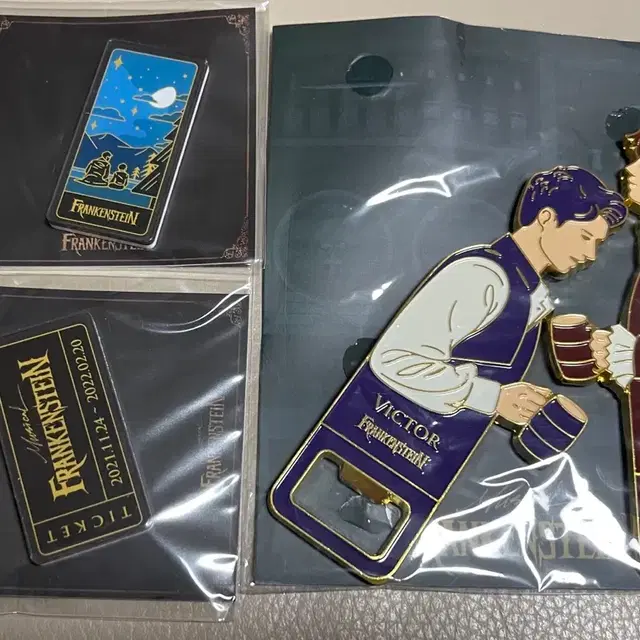 FRANKENSTEIN
FRANKENSTEIN
Musical
FRANKENSTEIN
2021.11.24 ~ 2022.02.20
TICKET
FRANKENSTEIN
VICTOR
FRANKENSTEIN
FRANKENSTEIN